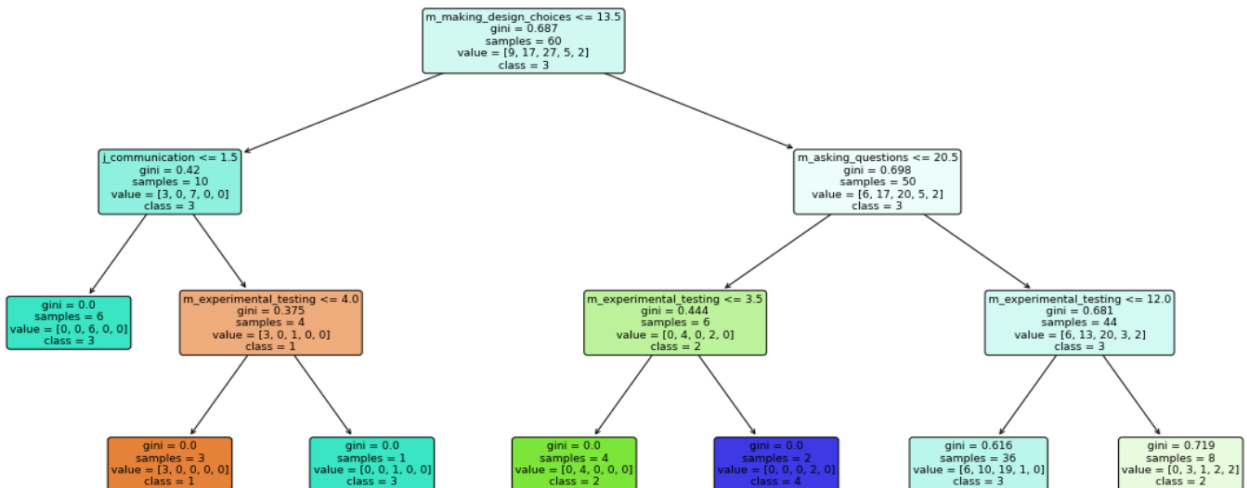 m_making_design_choices <= 13.5
gini = 0.687
samples = 60
value = [9, 17, 27, 5, 2]
class = 3
j_communication <= 1.5
gini = 0.42
samples = 10
value = [3, 0, 7, 0, 0]
class = 3
m_asking_questions <= 20.5
gini = 0.698
samples = 50
value = [6, 17, 20, 5, 2]
class = 3
gini = 0.0
samples = 6
value = [0, 0, 6, 0, 0]
class = 3
m_experimental_testing <= 4.0
gini = 0.375
samples = 4
value = [3, 0, 1, 0, 0]
class = 1
m_experimental_testing <= 3.5
gini = 0.444
samples = 6
value = [0, 4, 0, 2, 0]
class = 2
m_experimental_testing <= 12.0
gini = 0.681
samples = 44
value = [6, 13, 20, 3, 2]
class = 3
gini = 0.0
samples = 3
value = [3, 0, 0, 0, 0]
class = 1
gini = 0.0
samples = 1
value = [0, 0, 1, 0, 0]
class = 3
gini = 0.0
samples = 4
value = [0, 4, 0, 0, 0]
class = 2
gini = 0.0
samples = 2
value = [0, 0, 0, 2, 0]
class = 4
gini = 0.616
samples = 36
value = [6, 10, 19, 1, 0]
class = 3
gini = 0.719
samples = 8
value = [0, 3, 1, 2, 2]
class = 2